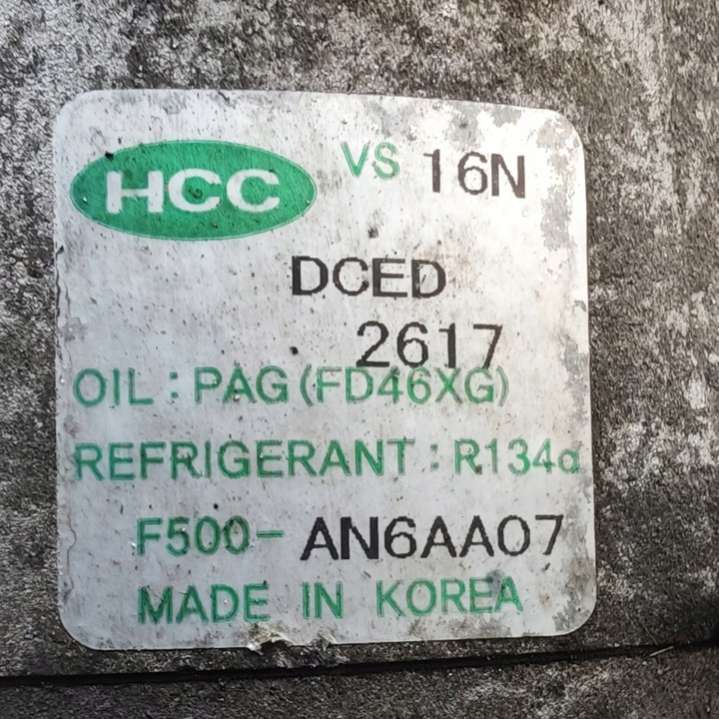 HCC VS 16N
DCED
2617
OIL : PAG (FD46XG)
REFRIGERANT : R134a
F500- AN6AA07
MADE IN KOREA